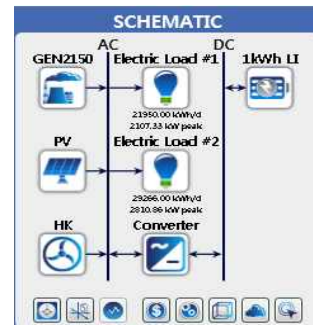 SCHEMATIC
AC DC
GEN2150 Electric Load #1 1kWh LI
21950.00 kWh/d
2107.33 kW peak
PV Electric Load #2
29266.00 kWh/d
2810.86 kW peak
HK Converter